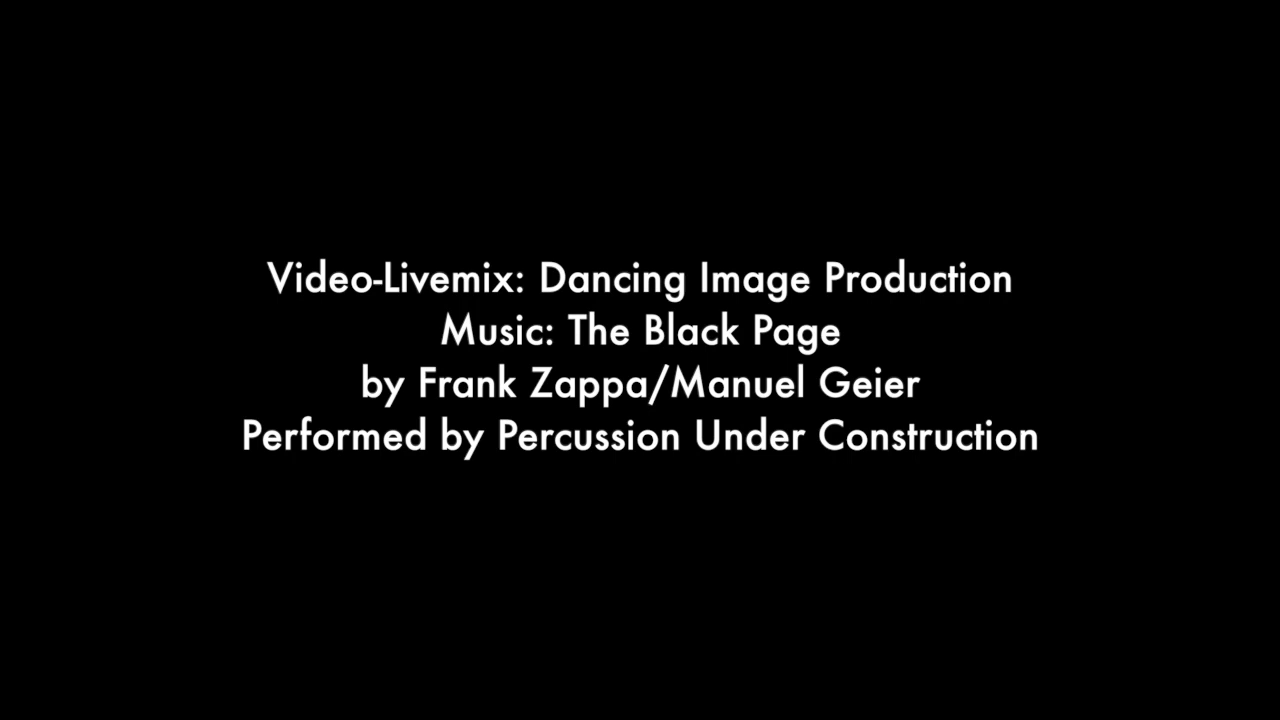 Video-Livemix: Dancing Image Production
Music: The Black Page
by Frank Zappa/Manuel Geier
Performed by Percussion Under Construction